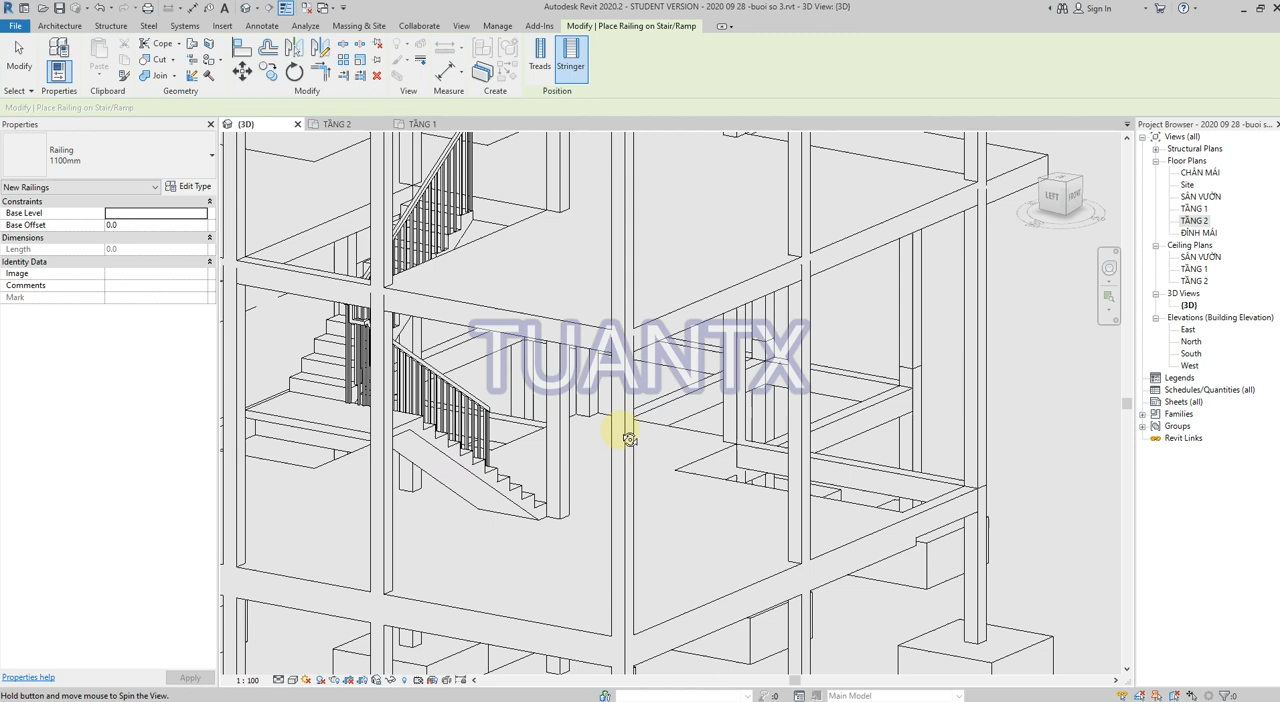 Autodesk Revit 2020.2 - STUDENT VERSION - 2020 09 28 -buoi so 3.rvt - 3D View: {3D}
Sign In
File Architecture Structure Steel Systems Insert Annotate Analyze Massing & Site Collaborate View Manage Add-Ins Modify | Place Railing on Stair/Ramp
Modify Paste Cope Cut Join Treads Stringer
Select Properties Clipboard Geometry Modify View Measure Create Position
Modify | Place Railing on Stair/Ramp
Properties
{3D} TẦNG 2 TẦNG 1
Project Browser - 2020 09 28 -buoi s...
Railing
1100mm
New Railings Edit Type
Constraints
Base Level
Base Offset 0.0
Dimensions
Length 0.0
Identity Data
Image
Comments
Mark
LEFT FRONT
TUANTX
Views (all)
Structural Plans
Floor Plans
CHÂN MÁI
Site
SÂN VƯỜN
TẦNG 1
TẦNG 2
ĐỈNH MÁI
Ceiling Plans
SÂN VƯỜN
TẦNG 1
TẦNG 2
3D Views
{3D}
Elevations (Building Elevation)
East
North
South
West
Legends
Schedules/Quantities (all)
Sheets (all)
Families
Groups
Revit Links
Properties help Apply
1 : 100
Hold button and move mouse to Spin the View.
:0
Main Model
:0